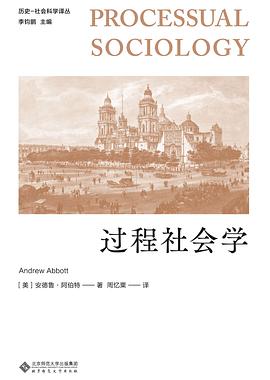 历史-社会科学译丛
李钧鹏 主编
PROCESSUAL
SOCIOLOGY
过程社会学
Andrew Abbott
[美] 安德鲁·阿伯特——著 周忆粟——译
北京师范大学出版集团
北京师范大学出版社